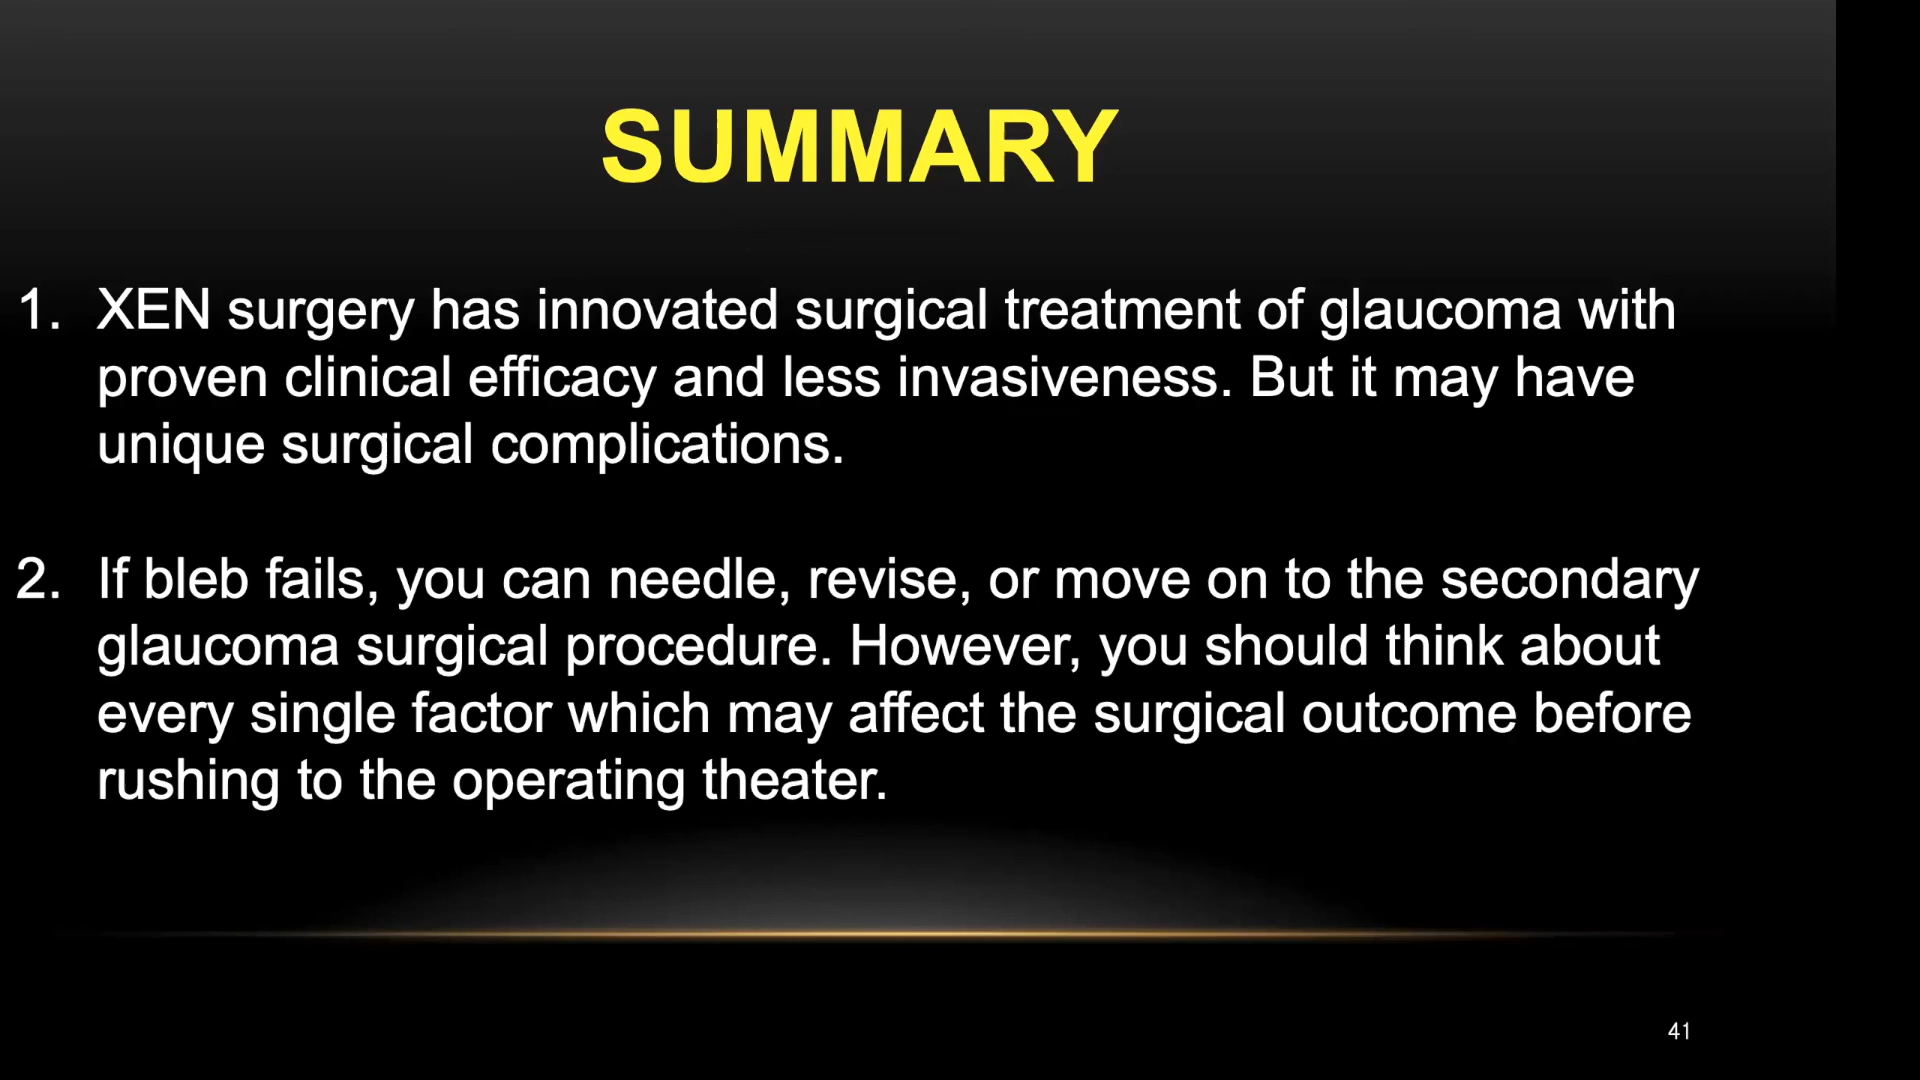 SUMMARY
1. XEN surgery has innovated surgical treatment of glaucoma with
proven clinical efficacy and less invasiveness. But it may have
unique surgical complications.
2. If bleb fails, you can needle, revise, or move on to the secondary
glaucoma surgical procedure. However, you should think about
every single factor which may affect the surgical outcome before
rushing to the operating theater.
41